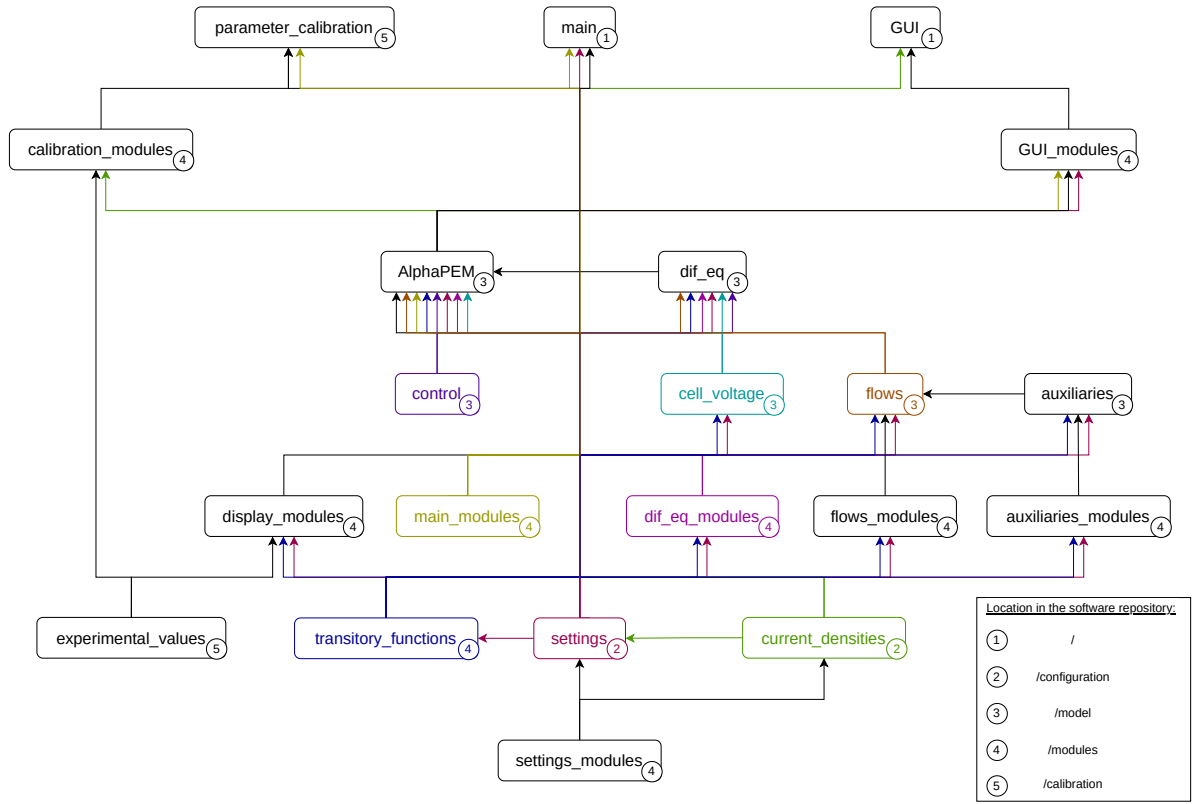 parameter_calibration 5
main 1
GUI 1
calibration_modules 4
GUI_modules 4
AlphaPEM 3
dif_eq 3
control 3
cell_voltage 3
flows 3
auxiliaries 3
display_modules 4
main_modules 4
dif_eq_modules 4
flows_modules 4
auxiliaries_modules 4
experimental_values 5
transitory_functions 4
settings 2
current_densities 2
settings_modules 4
Location in the software repository:
1 /
2 /configuration
3 /model
4 /modules
5 /calibration